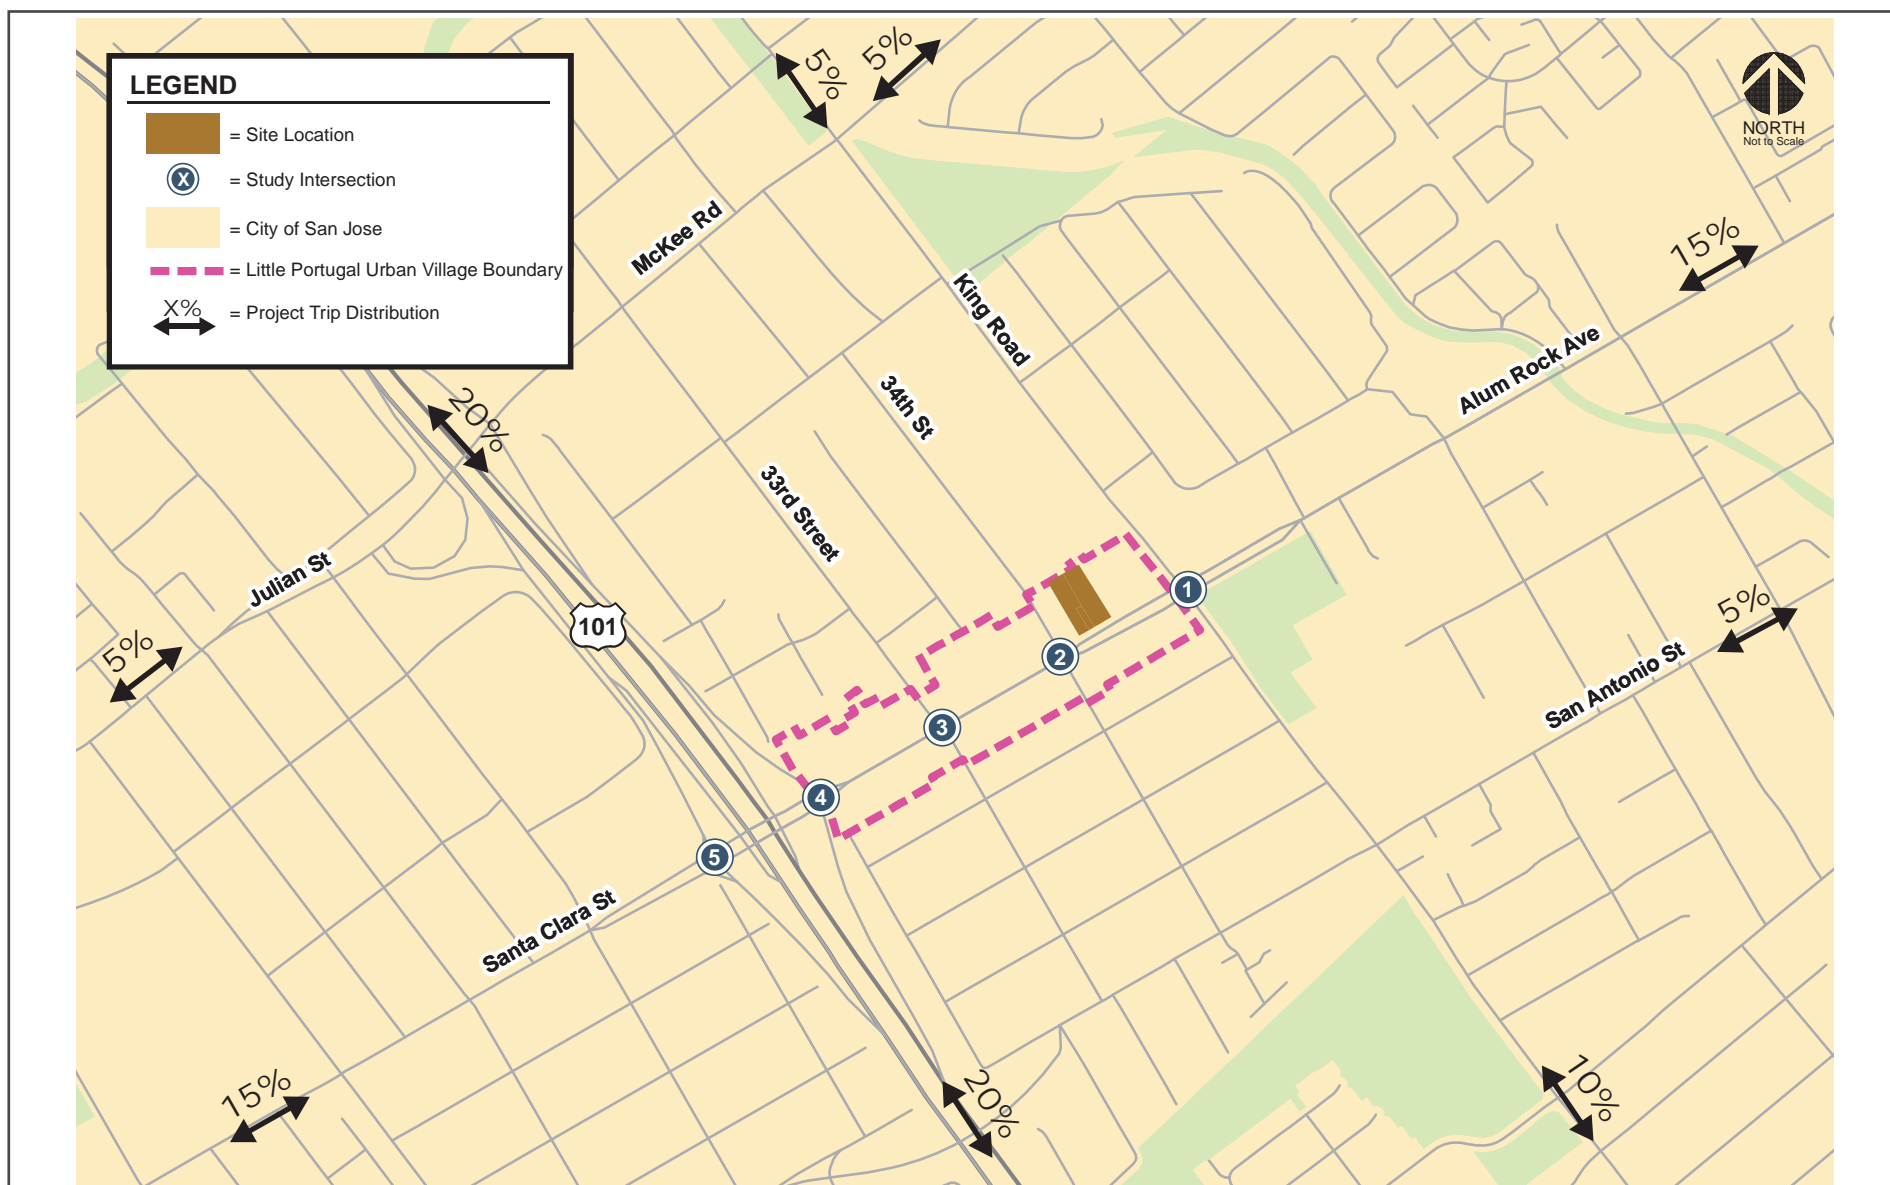 LEGEND
= Site Location
X
= Study Intersection
= City of San Jose
= Little Portugal Urban Village Boundary
X%
= Project Trip Distribution
5%
5%
NORTH
Not to Scale
McKee Rd
15%
King Road
Alum Rock Ave
34th St
20%
33rd Street
Julian St
101
1
5%
5%
2
San Antonio St
3
4
5
Santa Clara St
15%
20%
10%